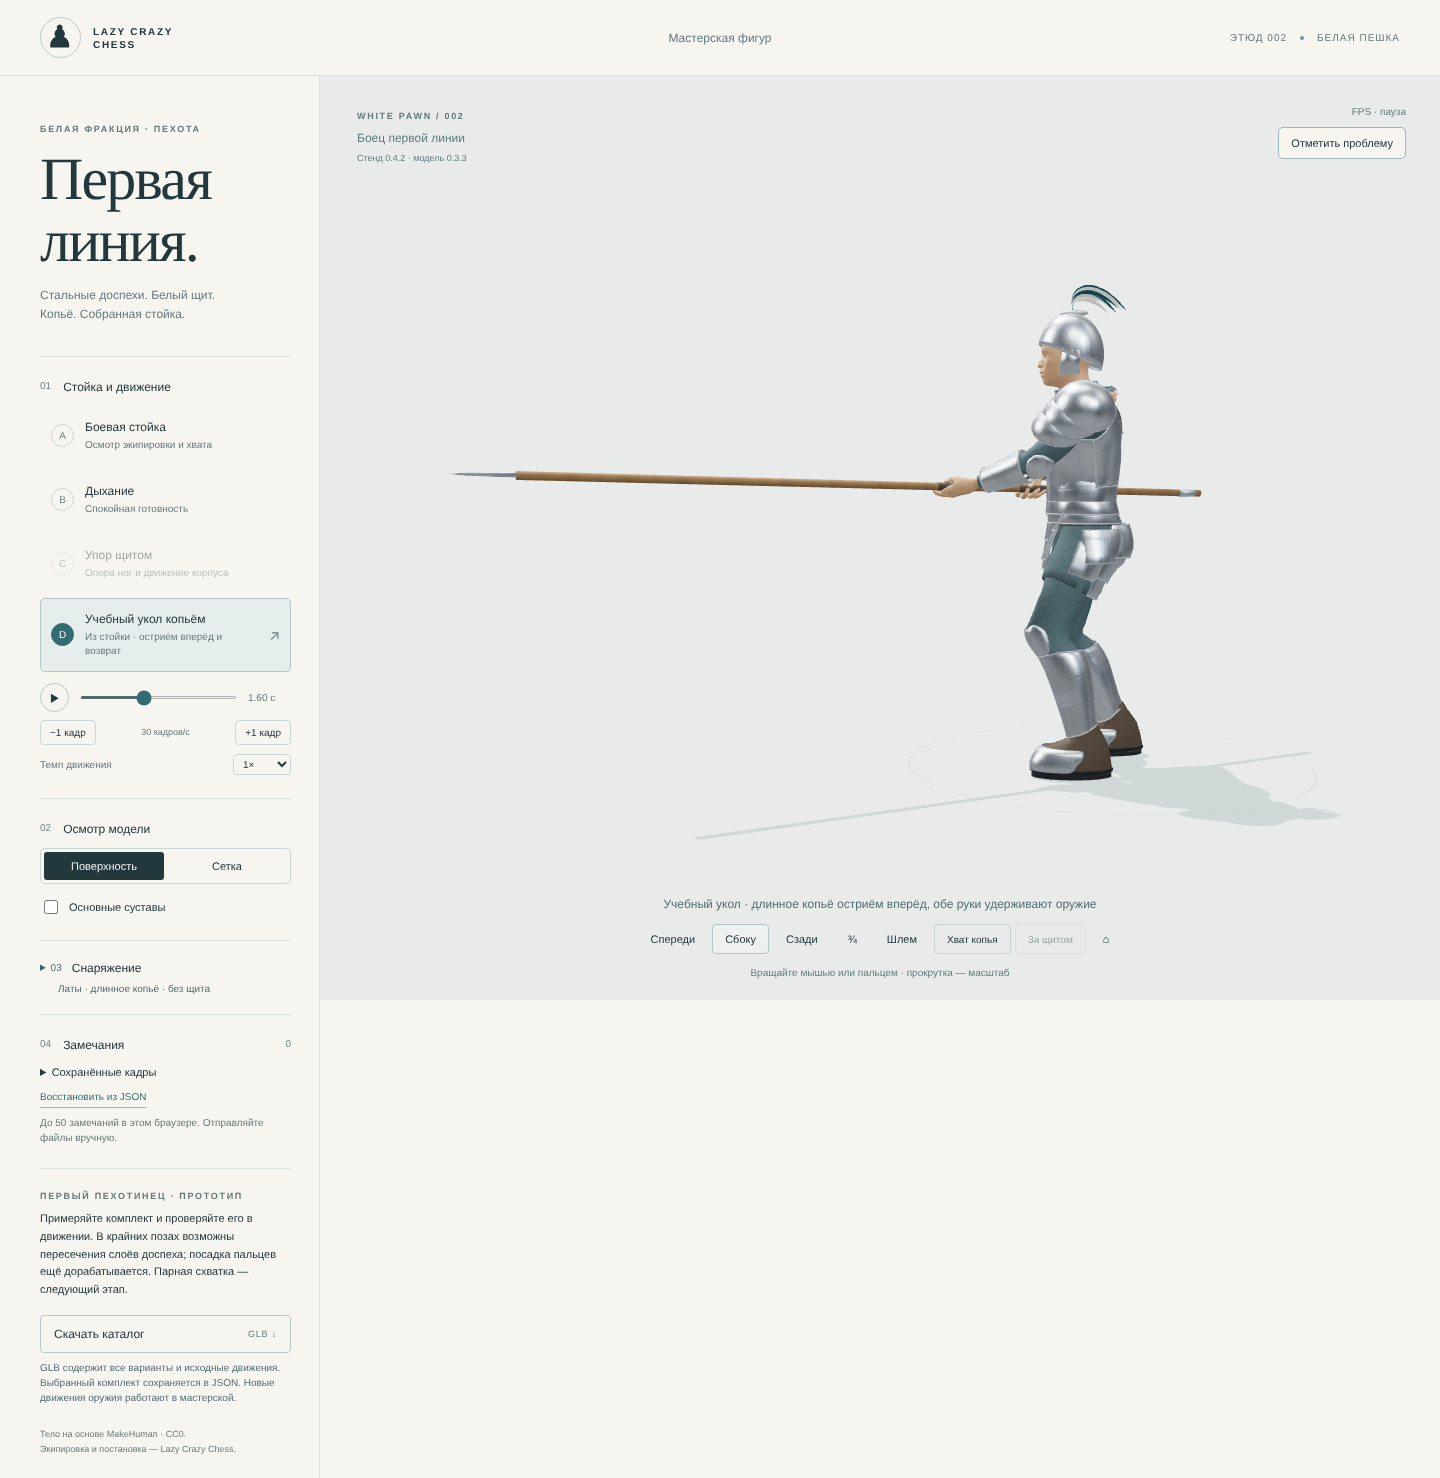 LAZY CRAZY
CHESS
Мастерская фигур
ЭТЮД 002 • БЕЛАЯ ПЕШКА
БЕЛАЯ ФРАКЦИЯ · ПЕХОТА
Первая
линия.
Стальные доспехи. Белый щит.
Копьё. Собранная стойка.
01 Стойка и движение
A
Боевая стойка
Осмотр экипировки и хвата
B
Дыхание
Спокойная готовность
C
Упор щитом
Опора ног и движение корпуса
D
Учебный укол копьём
Из стойки · остриём вперёд и
возврат
1.60 с
−1 кадр
30 кадров/с
+1 кадр
Темп движения
1×
02 Осмотр модели
Поверхность
Сетка
Основные суставы
03 Снаряжение
Латы · длинное копьё · без щита
04 Замечания 0
Сохранённые кадры
Восстановить из JSON
До 50 замечаний в этом браузере. Отправляйте
файлы вручную.
ПЕРВЫЙ ПЕХОТИНЕЦ · ПРОТОТИП
Примеряйте комплект и проверяйте его в
движении. В крайних позах возможны
пересечения слоёв доспеха; посадка пальцев
ещё дорабатывается. Парная схватка —
следующий этап.
Скачать каталог GLB ↓
GLB содержит все варианты и исходные движения.
Выбранный комплект сохраняется в JSON. Новые
движения оружия работают в мастерской.
Тело на основе MakeHuman · CC0.
Экипировка и постановка — Lazy Crazy Chess.
WHITE PAWN / 002
Боец первой линии
Стенд 0.4.2 · модель 0.3.3
FPS · пауза
Отметить проблему
Учебный укол · длинное копьё остриём вперёд, обе руки удерживают оружие
Спереди
Сбоку
Сзади
¾
Шлем
Хват копья
За щитом
⌂
Вращайте мышью или пальцем · прокрутка — масштаб